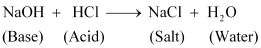 NaOH + HCl ⟶ NaCl + H₂O
(Base) (Acid) (Salt) (Water)